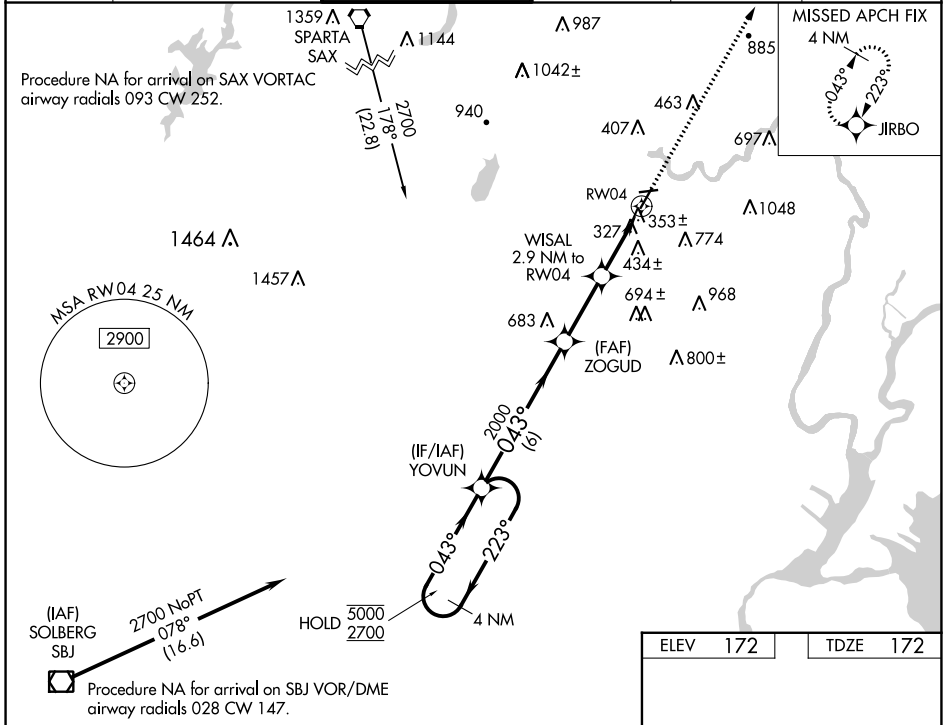 1359
SPARTA
SAX
1144
987
885
1042±
Procedure NA for arrival on SAX VORTAC
airway radials 093 CW 252.
2700
178°
(22.8)
940
463
407
697
MISSED APCH FIX
4 NM
043°
223°
JIRBO
RW04
353±
1048
327
774
434±
WISAL
2.9 NM to
RW04
1464
1457
694±
968
683
(FAF)
ZOGUD
800±
MSA RW04 25 NM
2900
2000
043°
(6)
(IF/IAF)
YOVUN
043°
223°
HOLD 5000
2700
4 NM
(IAF)
SOLBERG
SBJ
2700 NoPT
078°
(16.6)
Procedure NA for arrival on SBJ VOR/DME
airway radials 028 CW 147.
ELEV 172
TDZE 172